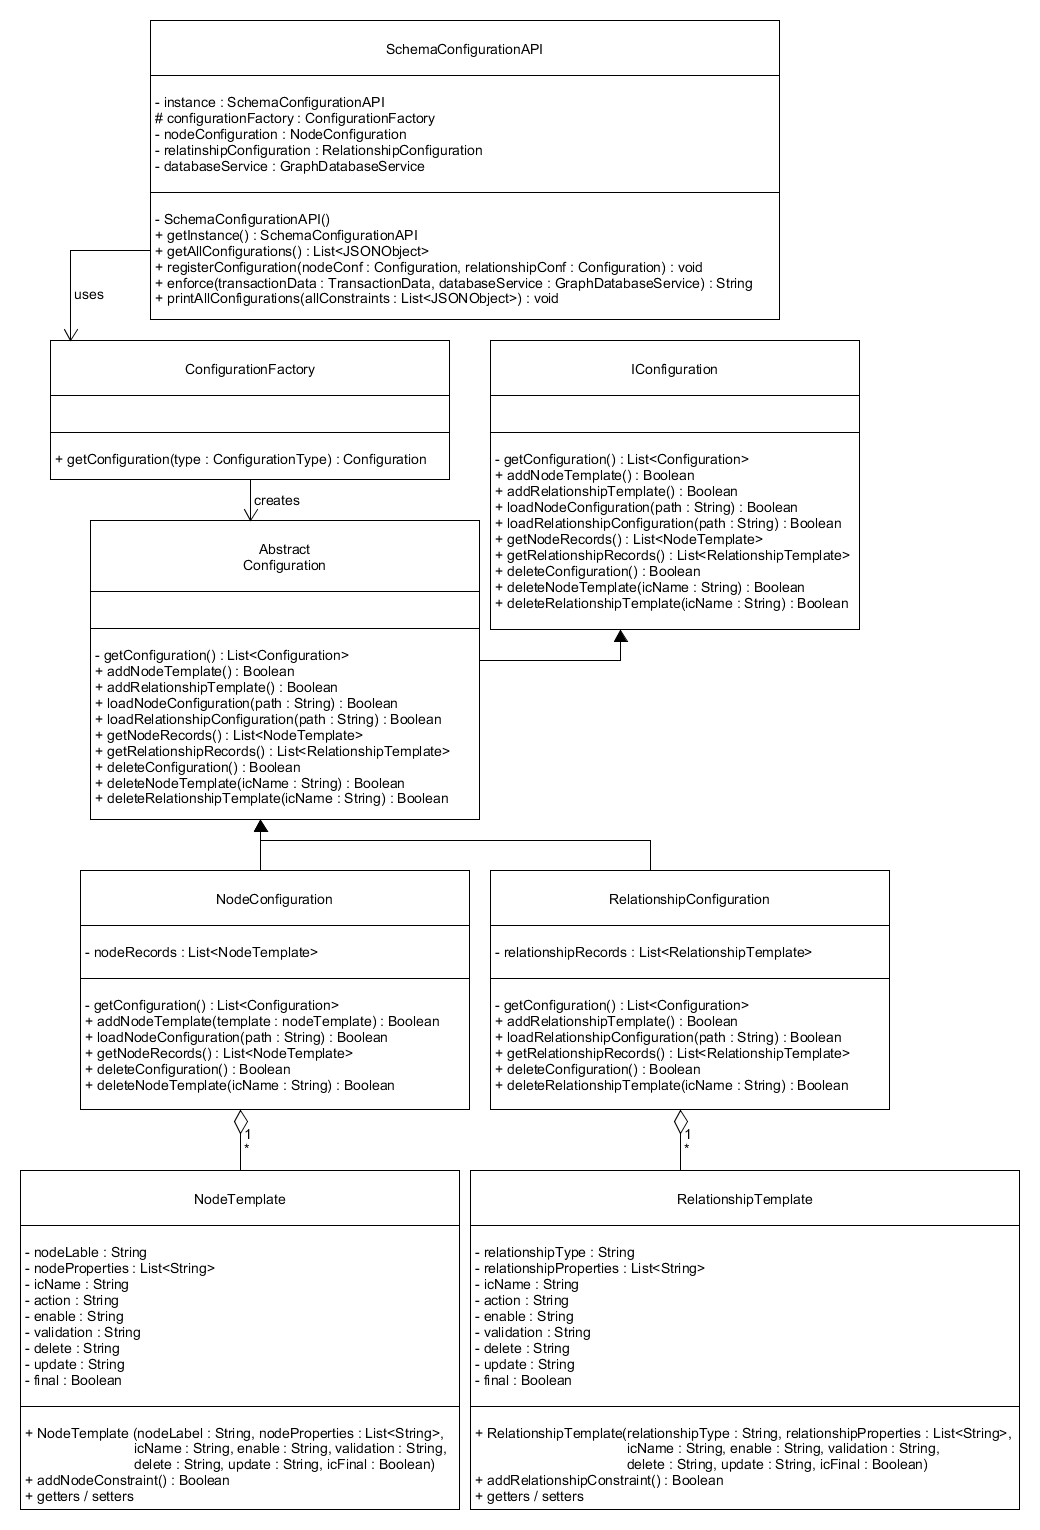 SchemaConfigurationAPI
- instance : SchemaConfigurationAPI
# configurationFactory : ConfigurationFactory
- nodeConfiguration : NodeConfiguration
- relatinshipConfiguration : RelationshipConfiguration
- databaseService : GraphDatabaseService
- SchemaConfigurationAPI()
+ getInstance() : SchemaConfigurationAPI
+ getAllConfigurations() : List<JSONObject>
+ registerConfiguration(nodeConf : Configuration, relationshipConf : Configuration) : void
+ enforce(transactionData : TransactionData, databaseService : GraphDatabaseService) : String
+ printAllConfigurations(allConstraints : List<JSONObject>) : void
uses
ConfigurationFactory
+ getConfiguration(type : ConfigurationType) : Configuration
creates
IConfiguration
- getConfiguration() : List<Configuration>
+ addNodeTemplate() : Boolean
+ addRelationshipTemplate() : Boolean
+ loadNodeConfiguration(path : String) : Boolean
+ loadRelationshipConfiguration(path : String) : Boolean
+ getNodeRecords() : List<NodeTemplate>
+ getRelationshipRecords() : List<RelationshipTemplate>
+ deleteConfiguration() : Boolean
+ deleteNodeTemplate(icName : String) : Boolean
+ deleteRelationshipTemplate(icName : String) : Boolean
Abstract
Configuration
- getConfiguration() : List<Configuration>
+ addNodeTemplate() : Boolean
+ addRelationshipTemplate() : Boolean
+ loadNodeConfiguration(path : String) : Boolean
+ loadRelationshipConfiguration(path : String) : Boolean
+ getNodeRecords() : List<NodeTemplate>
+ getRelationshipRecords() : List<RelationshipTemplate>
+ deleteConfiguration() : Boolean
+ deleteNodeTemplate(icName : String) : Boolean
+ deleteRelationshipTemplate(icName : String) : Boolean
NodeConfiguration
- nodeRecords : List<NodeTemplate>
- getConfiguration() : List<Configuration>
+ addNodeTemplate(template : nodeTemplate) : Boolean
+ loadNodeConfiguration(path : String) : Boolean
+ getNodeRecords() : List<NodeTemplate>
+ deleteConfiguration() : Boolean
+ deleteNodeTemplate(icName : String) : Boolean
1
*
RelationshipConfiguration
- relationshipRecords : List<RelationshipTemplate>
- getConfiguration() : List<Configuration>
+ addRelationshipTemplate() : Boolean
+ loadRelationshipConfiguration(path : String) : Boolean
+ getRelationshipRecords() : List<RelationshipTemplate>
+ deleteConfiguration() : Boolean
+ deleteRelationshipTemplate(icName : String) : Boolean
1
*
NodeTemplate
- nodeLable : String
- nodeProperties : List<String>
- icName : String
- action : String
- enable : String
- validation : String
- delete : String
- update : String
- final : Boolean
+ NodeTemplate (nodeLabel : String, nodeProperties : List<String>,
icName : String, enable : String, validation : String,
delete : String, update : String, icFinal : Boolean)
+ addNodeConstraint() : Boolean
+ getters / setters
RelationshipTemplate
- relationshipType : String
- relationshipProperties : List<String>
- icName : String
- action : String
- enable : String
- validation : String
- delete : String
- update : String
- final : Boolean
+ RelationshipTemplate(relationshipType : String, relationshipProperties : List<String>,
icName : String, enable : String, validation : String,
delete : String, update : String, icFinal : Boolean)
+ addRelationshipConstraint() : Boolean
+ getters / setters